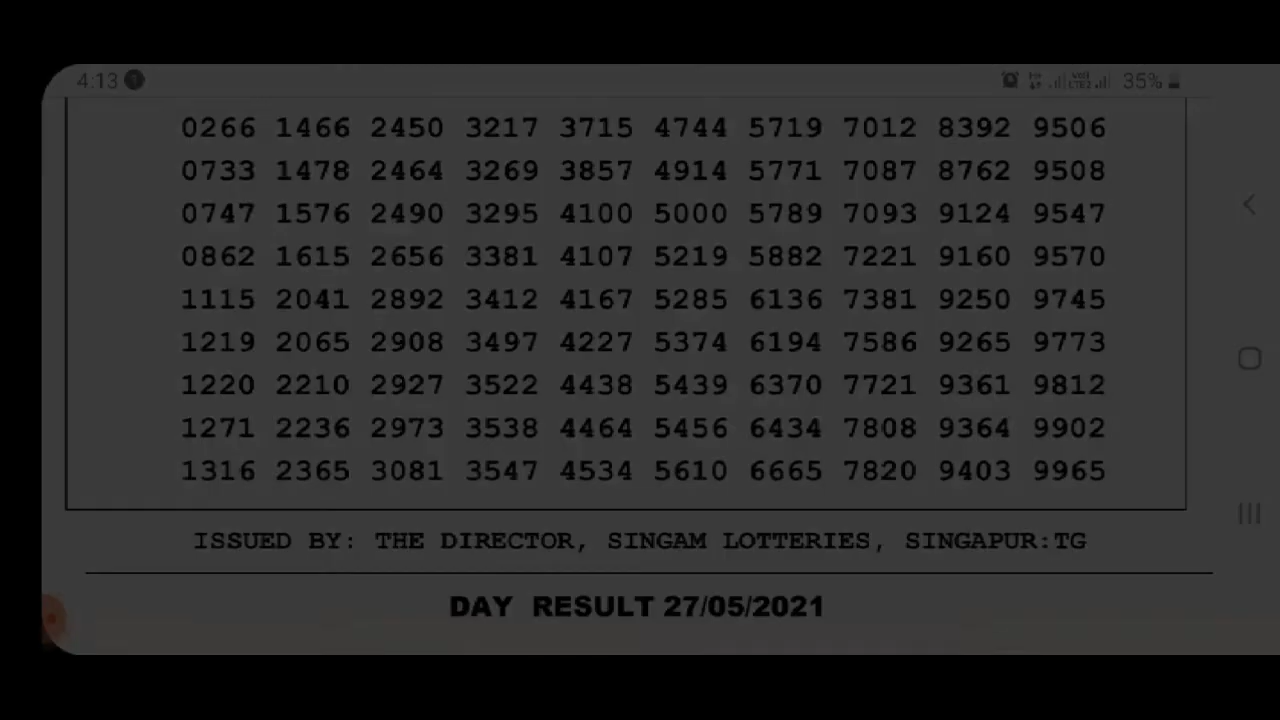 4:13 35%
0266 1466 2450 3217 3715 4744 5719 7012 8392 9506
0733 1478 2464 3269 3857 4914 5771 7087 8762 9508
0747 1576 2490 3295 4100 5000 5789 7093 9124 9547
0862 1615 2656 3381 4107 5219 5882 7221 9160 9570
1115 2041 2892 3412 4167 5285 6136 7381 9250 9745
1219 2065 2908 3497 4227 5374 6194 7586 9265 9773
1220 2210 2927 3522 4438 5439 6370 7721 9361 9812
1271 2236 2973 3538 4464 5456 6434 7808 9364 9902
1316 2365 3081 3547 4534 5610 6665 7820 9403 9965
ISSUED BY: THE DIRECTOR, SINGAM LOTTERIES, SINGAPUR:TG
DAY RESULT 27/05/2021